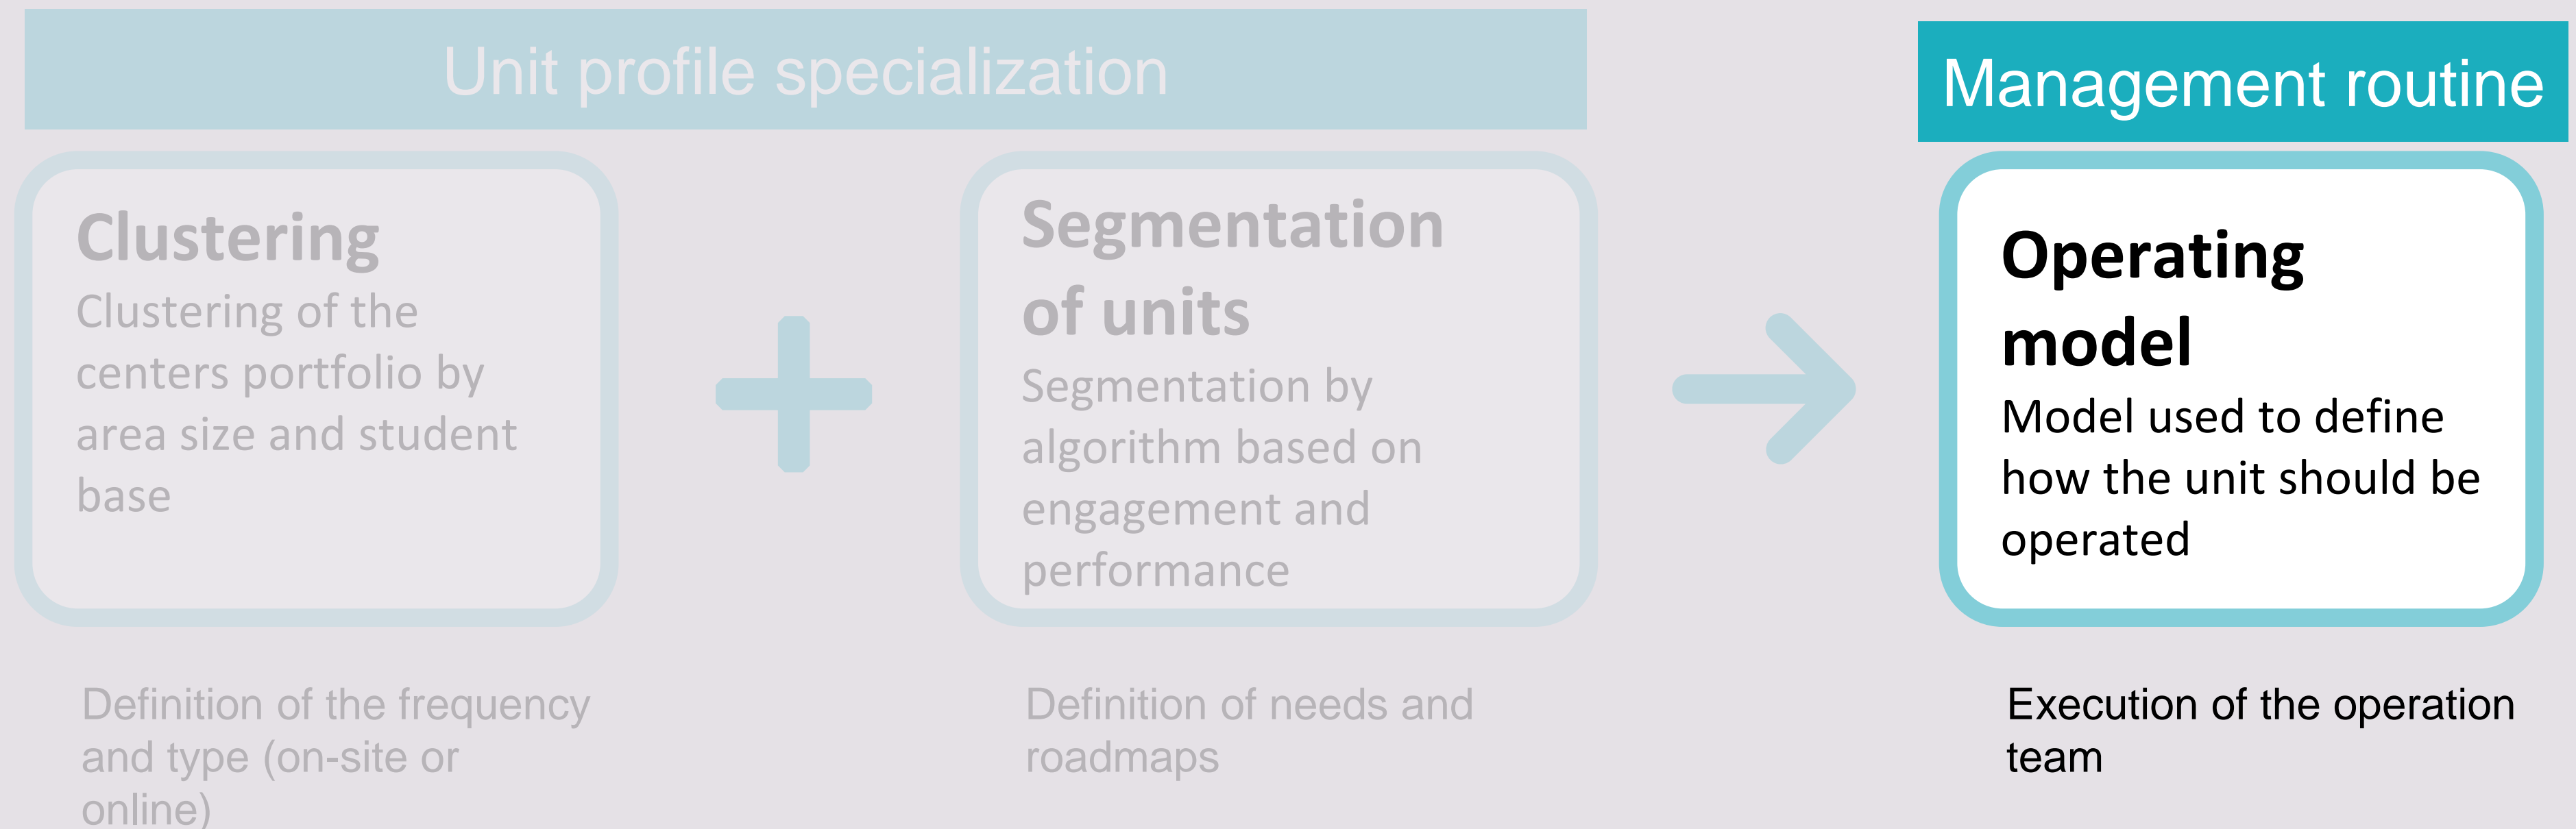 Unit profile specialization
Management routine
Clustering
Clustering of the
centers portfolio by
area size and student
base
Segmentation
of units
Segmentation by
algorithm based on
engagement and
performance
Operating
model
Model used to define
how the unit should be
operated
Definition of the frequency
and type (on-site or
online)
Definition of needs and
roadmaps
Execution of the operation
team